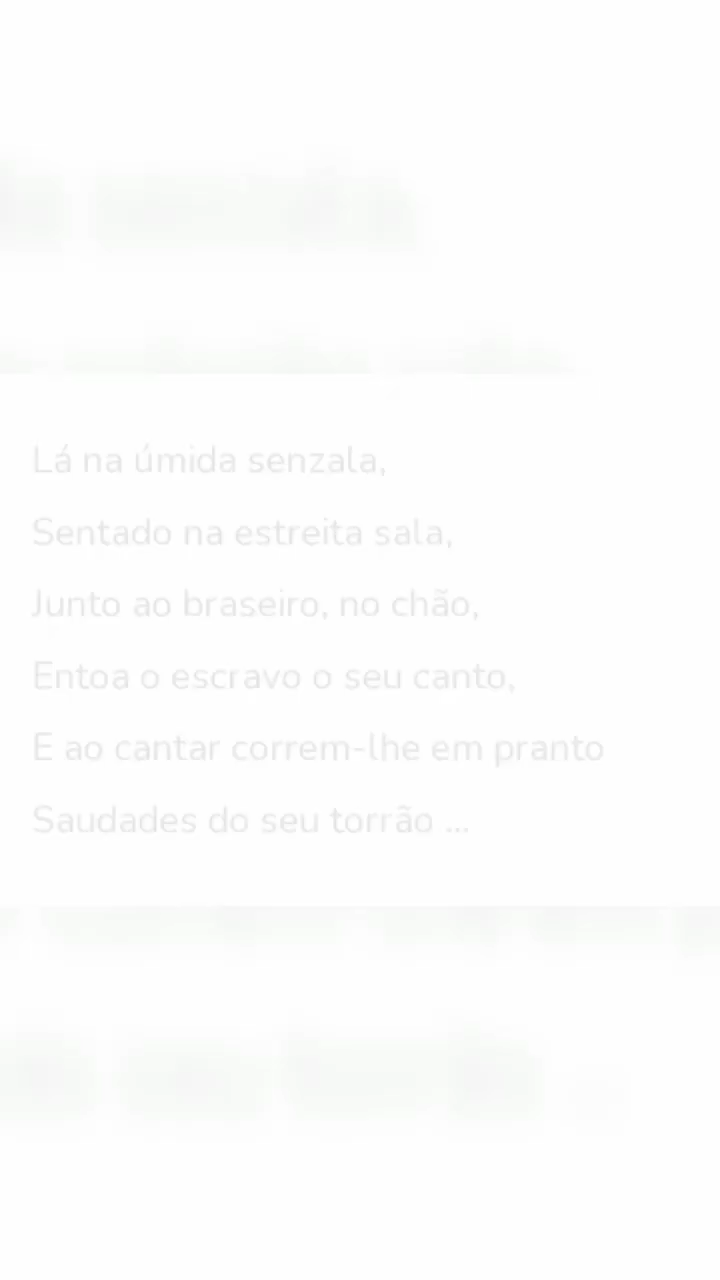 Lá na úmida senzala,
Sentado na estreita sala,
Junto ao braseiro, no chão,
Entoa o escravo o seu canto,
E ao cantar correm-lhe em pranto
Saudades do seu torrão ...